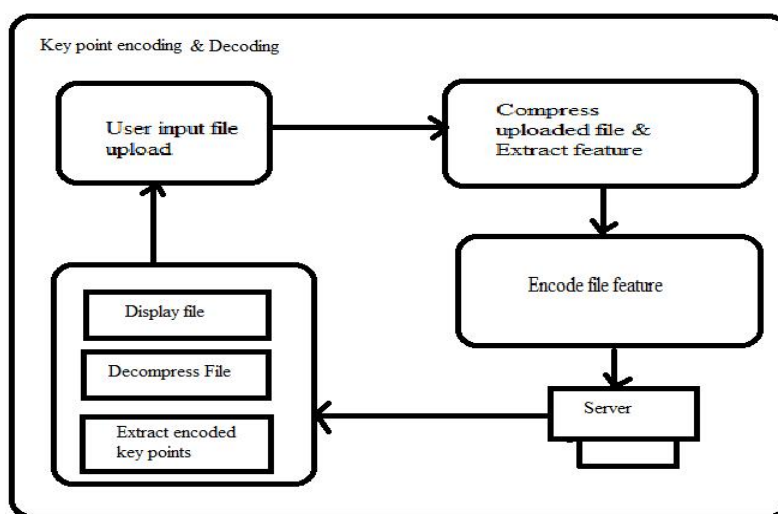 Key point encoding & Decoding
User input file
upload
Compress
uploaded file &
Extract feature
Encode file feature
Server
Display file
Decompress File
Extract encoded
key points